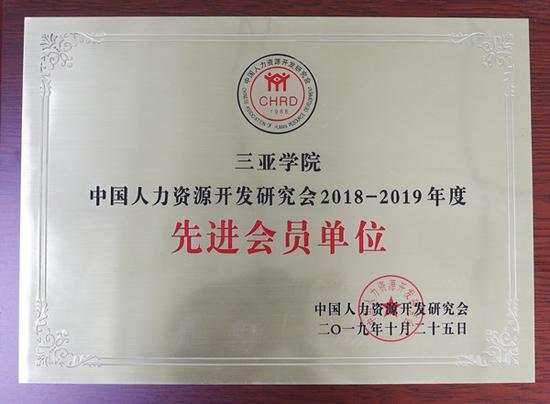 中国人力资源开发研究会
CHRD
1988
三亚学院
中国人力资源开发研究会2018-2019年度
先进会员单位
中国人力资源开发研究会
二〇一九年十月二十五日